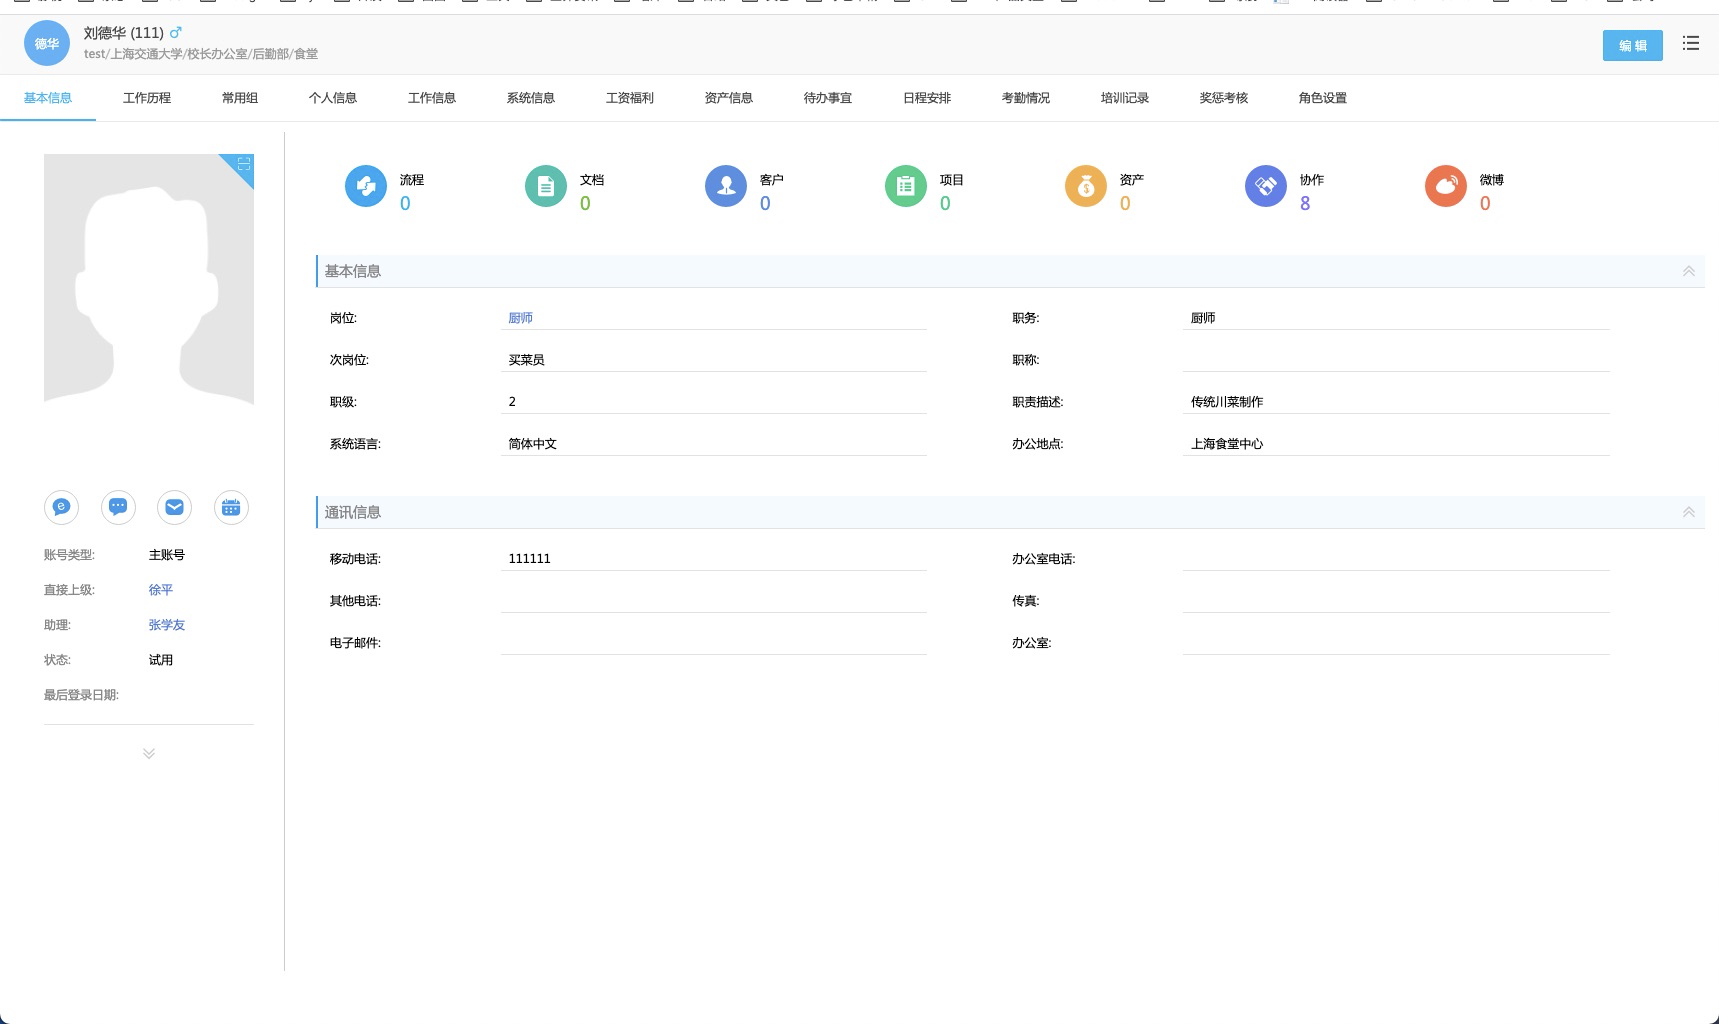 德华
刘德华 (111)
test/上海交通大学/校长办公室/后勤部/食堂
编 辑
基本信息 工作历程 常用组 个人信息 工作信息 系统信息 工资福利 资产信息 待办事宜 日程安排 考勤情况 培训记录 奖惩考核 角色设置
流程 0
文档 0
客户 0
项目 0
资产 0
协作 8
微博 0
基本信息
岗位: 厨师 职务: 厨师
次岗位: 买菜员 职称:
职级: 2 职责描述: 传统川菜制作
系统语言: 简体中文 办公地点: 上海食堂中心
通讯信息
移动电话: 111111 办公室电话:
其他电话: 传真:
电子邮件: 办公室:
账号类型: 主账号
直接上级: 徐平
助理: 张学友
状态: 试用
最后登录日期: